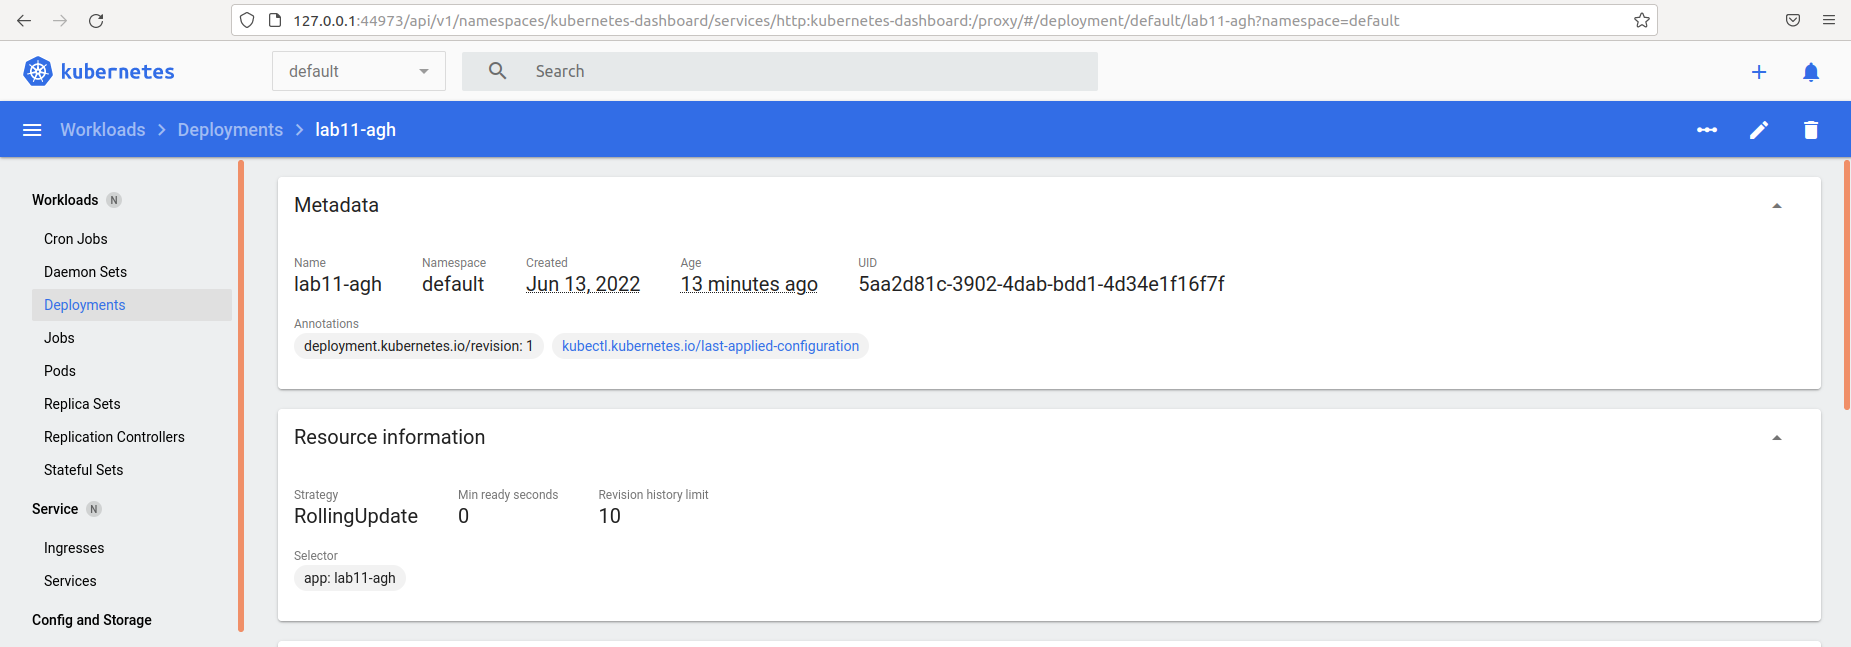 127.0.0.1:44973/api/v1/namespaces/kubernetes-dashboard/services/http:kubernetes-dashboard:/proxy/#/deployment/default/lab11-agh?namespace=default
kubernetes
default
Search
Workloads > Deployments > lab11-agh
Workloads N
Cron Jobs
Daemon Sets
Deployments
Jobs
Pods
Replica Sets
Replication Controllers
Stateful Sets
Service N
Ingresses
Services
Config and Storage
Metadata
Name Namespace Created Age UID
lab11-agh default Jun 13, 2022 13 minutes ago 5aa2d81c-3902-4dab-bdd1-4d34e1f16f7f
Annotations
deployment.kubernetes.io/revision: 1 kubectl.kubernetes.io/last-applied-configuration
Resource information
Strategy Min ready seconds Revision history limit
RollingUpdate 0 10
Selector
app: lab11-agh